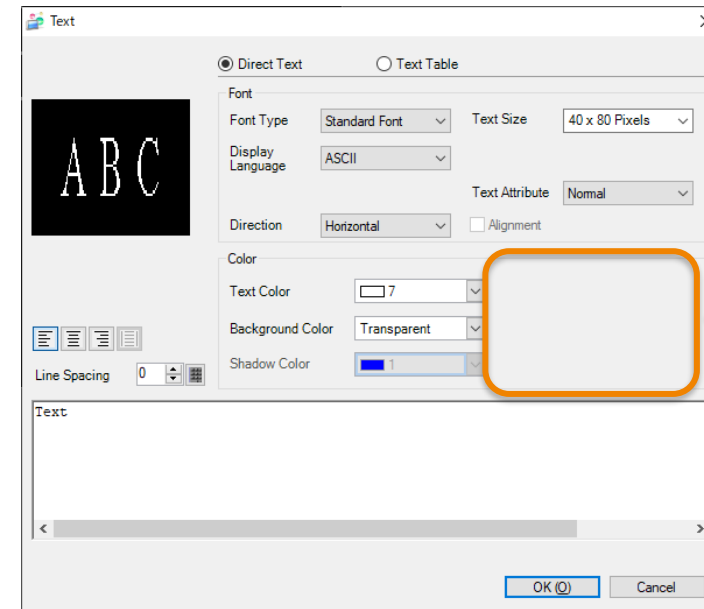 Text
Direct Text Text Table
Font
Font Type Standard Font Text Size 40 x 80 Pixels
Display
Language ASCII
Text Attribute Normal
Direction Horizontal Alignment
ABC
Color
Text Color 7
Background Color Transparent
Shadow Color 1
Line Spacing 0
Text
OK (O) Cancel